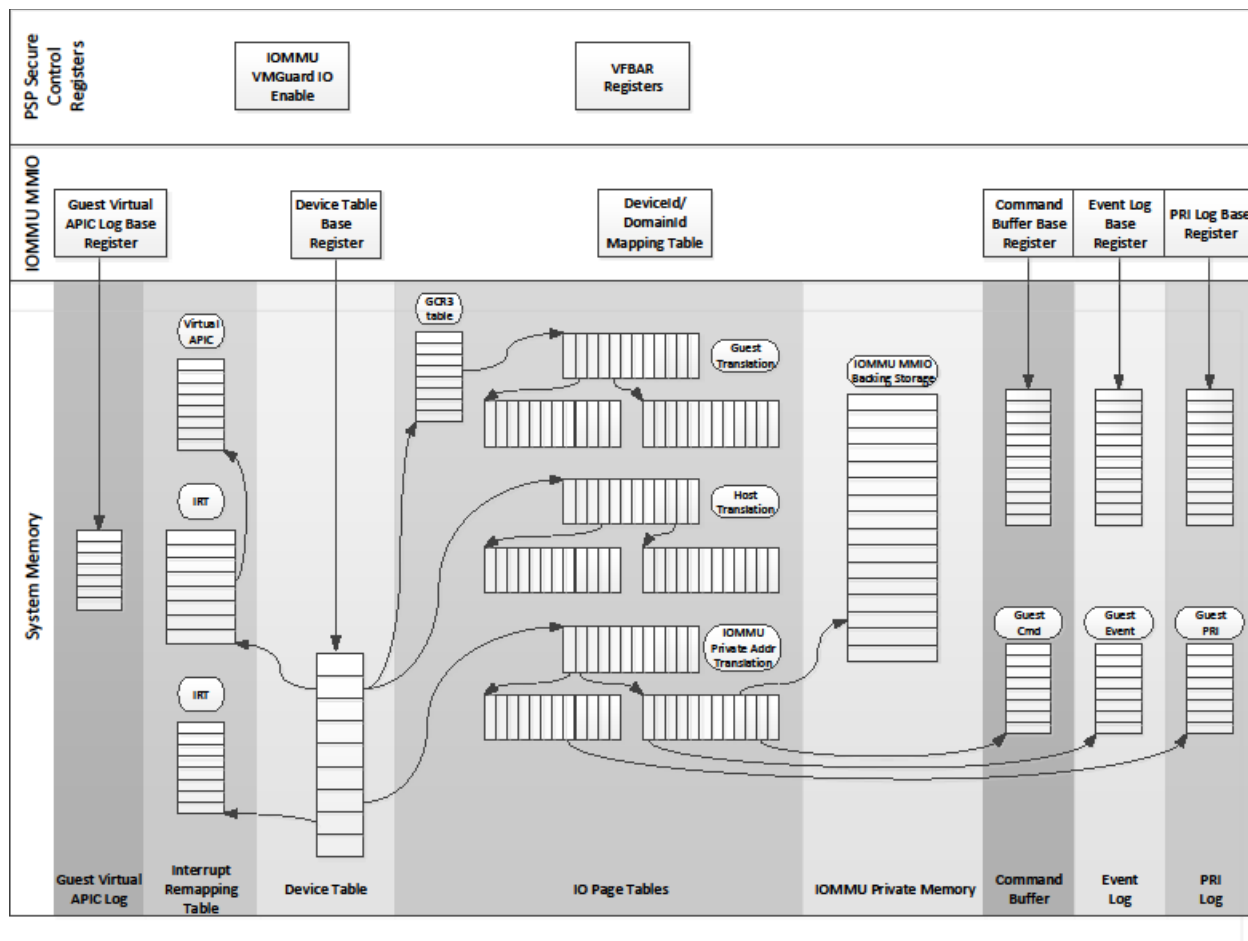 PSP Secure
Control
Registers
IOMMU
VMGuard IO
Enable
VFBAR
Registers
IOMMU MMIO
Guest Virtual
APIC Log Base
Register
Device Table
Base
Register
DeviceId/
DomainId
Mapping Table
Command
Buffer Base
Register
Event Log
Base
Register
PRI Log Base
Register
System Memory
GCR3
table
Virtual
APIC
Guest
Translation
IOMMU MMIO
Backing Storage
IRT
Host
Translation
IOMMU
Private Addr
Translation
Guest
Cmd
Guest
Event
Guest
PRI
IRT
Guest Virtual
APIC Log
Interrupt
Remapping
Table
Device Table
IO Page Tables
IOMMU Private Memory
Command
Buffer
Event
Log
PRI
Log